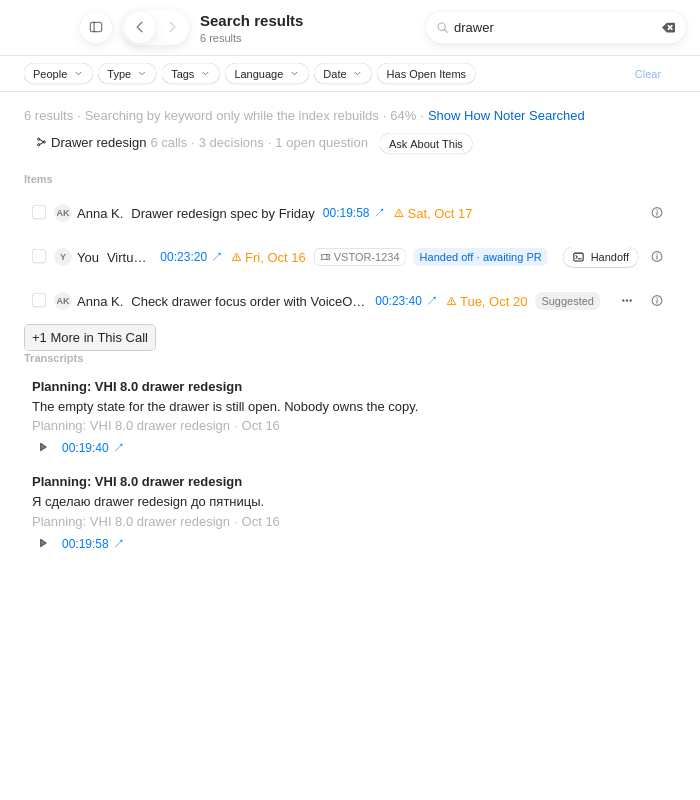 Search results
6 results
drawer
People Type Tags Language Date Has Open Items Clear
6 results · Searching by keyword only while the index rebuilds · 64% · Show How Noter Searched
Drawer redesign 6 calls · 3 decisions · 1 open question Ask About This
Items
AK Anna K. Drawer redesign spec by Friday 00:19:58 Sat, Oct 17
Y You Virtu… 00:23:20 Fri, Oct 16 VSTOR-1234 Handed off · awaiting PR Handoff
AK Anna K. Check drawer focus order with VoiceO… 00:23:40 Tue, Oct 20 Suggested
+1 More in This Call
Transcripts
Planning: VHI 8.0 drawer redesign
The empty state for the drawer is still open. Nobody owns the copy.
Planning: VHI 8.0 drawer redesign · Oct 16
00:19:40
Planning: VHI 8.0 drawer redesign
Я сделаю drawer redesign до пятницы.
Planning: VHI 8.0 drawer redesign · Oct 16
00:19:58